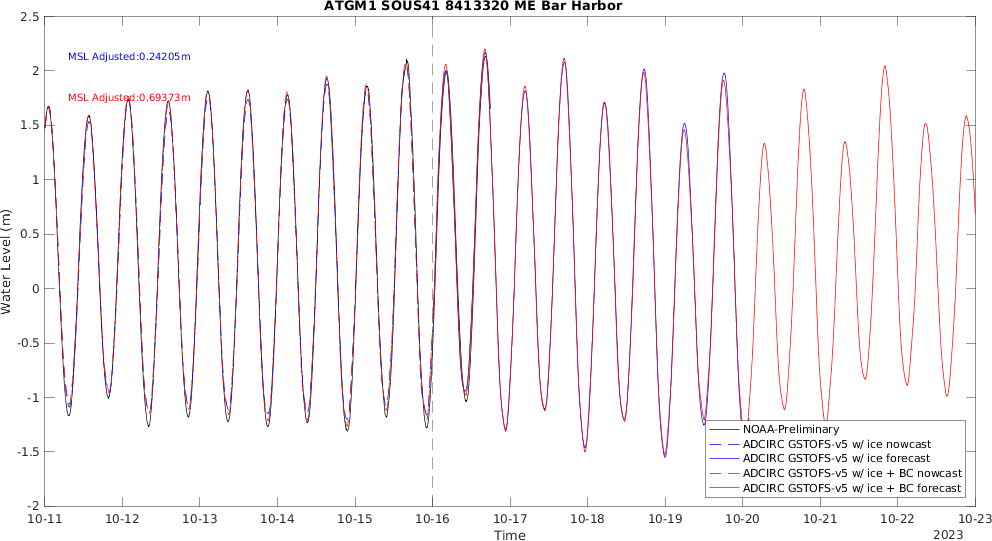 ATGM1 SOUS41 8413320 ME Bar Harbor
2.5
MSL Adjusted:0.24205m
2
MSL Adjusted:0.69373m
1.5
1
0.5
Water Level (m)
0
-0.5
-1
-1.5
-2
NOAA-Preliminary
ADCIRC GSTOFS-v5 w/ ice nowcast
ADCIRC GSTOFS-v5 w/ ice forecast
ADCIRC GSTOFS-v5 w/ ice + BC nowcast
ADCIRC GSTOFS-v5 w/ ice + BC forecast
10-11 10-12 10-13 10-14 10-15 10-16 10-17 10-18 10-19 10-20 10-21 10-22 10-23
Time
2023